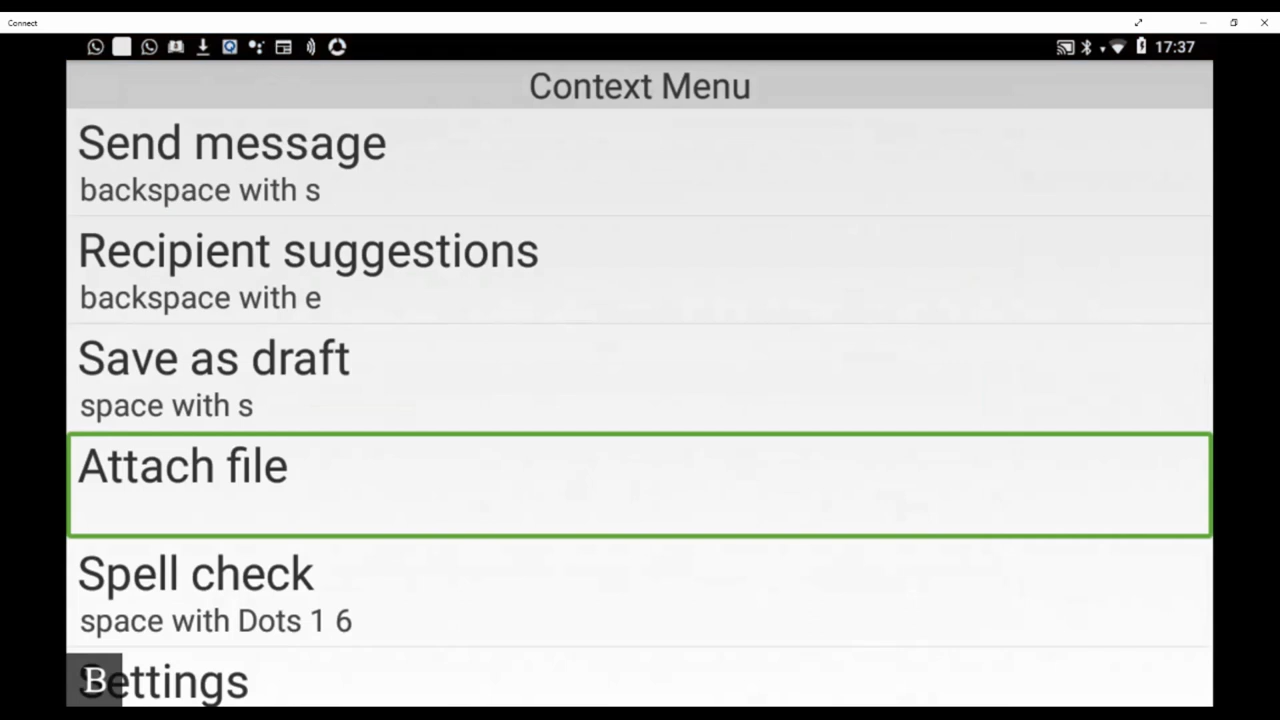 Connect
17:37
Context Menu
Send message
backspace with s
Recipient suggestions
backspace with e
Save as draft
space with s
Attach file
Spell check
space with Dots 1 6
B
ettings